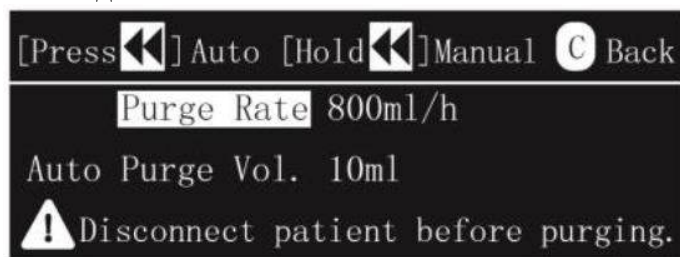 [Press⏪]Auto [Hold⏪]Manual C Back
Purge Rate 800ml/h
Auto Purge Vol. 10ml
Disconnect patient before purging.